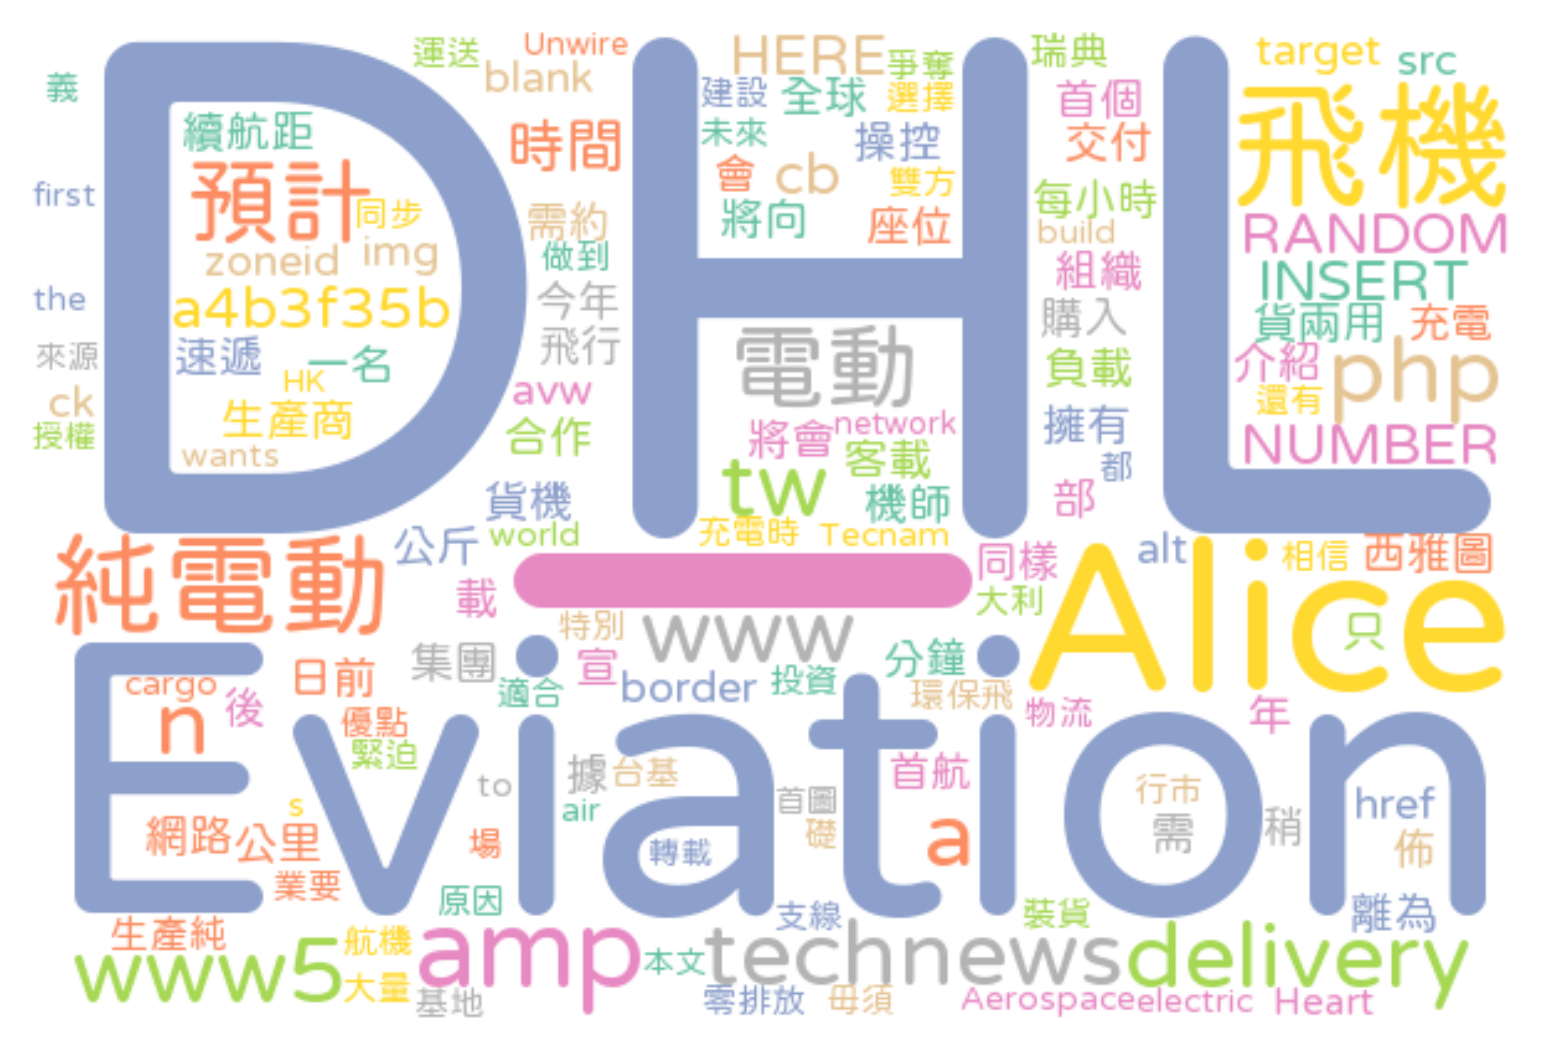 DHL
Eviation
Alice
飛機
純電動
電動
預計
www
www5
amp
technews
delivery
php
tw
一
義
first
the
來源
ck
授權
運送
Unwire
blank
HERE
爭奪
瑞典
target
src
續航距
時間
建設
全球
選擇
首個
未來
操控
交付
同步
會
cb
雙方
每小時
需約
將向
座位
build
RANDOM
zoneid
img
做到
組織
INSERT
a4b3f35b
今年
購入
貨兩用
充電
速遞
一名
飛行
負載
介紹
HK
avw
還有
生產商
合作
將會
network
擁有
NUMBER
wants
客載
都
貨機
機師
部
公斤
world
充電時
Tecnam
同樣
alt
相信
西雅圖
載
大利
特別
只
集團
宣
分鐘
日前
cargo
n
後
適合
border
投資
環保飛
物流
年
優點
緊迫
to
據
台基
首航
行市
href
s
air
首圖
需
稍
網路
公里
場
轉載
礎
a
佈
業要
原因
支線
裝貨
離為
生產純
航機
本文
大量
基地
零排放
毋須
Aerospace
electric
Heart